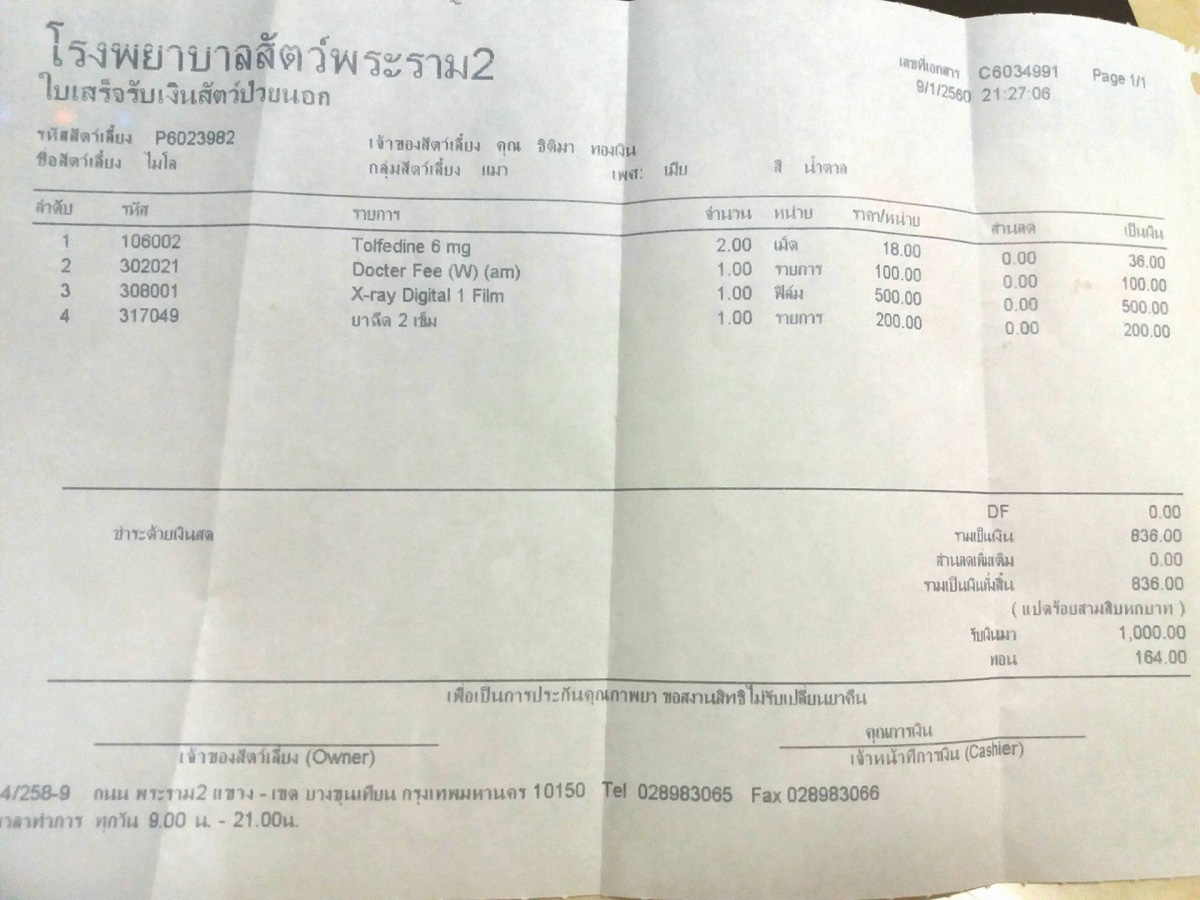 โรงพยาบาลสัตว์พระราม2
ใบเสร็จรับเงินสัตว์ป่วยนอก
เลขที่เอกสาร C6034991 Page 1/1
9/1/2560 21:27:06
รหัสสัตว์เลี้ยง P6023982 เจ้าของสัตว์เลี้ยง คุณ ธิติมา ทองเงิน
ชื่อสัตว์เลี้ยง ไมโล กลุ่มสัตว์เลี้ยง แมา เพศ: เมีย สี น้ำตาล
ลำดับ รหัส รายการ จำนวน หน่วย ราคา/หน่วย ส่วนลด เป็นเงิน
1 106002 Tolfedine 6 mg 2.00 เม็ด 18.00 0.00 36.00
2 302021 Docter Fee (W) (am) 1.00 รายการ 100.00 0.00 100.00
3 308001 X-ray Digital 1 Film 1.00 ฟิล์ม 500.00 0.00 500.00
4 317049 ยาฉีด 2 เข็ม 1.00 รายการ 200.00 0.00 200.00
DF 0.00
ชำระด้วยเงินสด รวมเป็นเงิน 836.00
ส่วนลดเพิ่มเติม 0.00
รวมเป็นเงินทั้งสิ้น 836.00
( แปดร้อยสามสิบหกบาท )
รับเงินมา 1,000.00
ทอน 164.00
เพื่อเป็นการประกันคุณภาพยา ขอสงวนสิทธิ์ไม่รับเปลี่ยนยาคืน
คุณการเงิน
เจ้าของสัตว์เลี้ยง (Owner) เจ้าหน้าที่การเงิน (Cashier)
4/258-9 ถนน พระราม2 แขวง - เขต บางขุนเทียน กรุงเทพมหานคร 10150 Tel 028983065 Fax 028983066
เวลาทำการ ทุกวัน 9.00 น. - 21.00น.